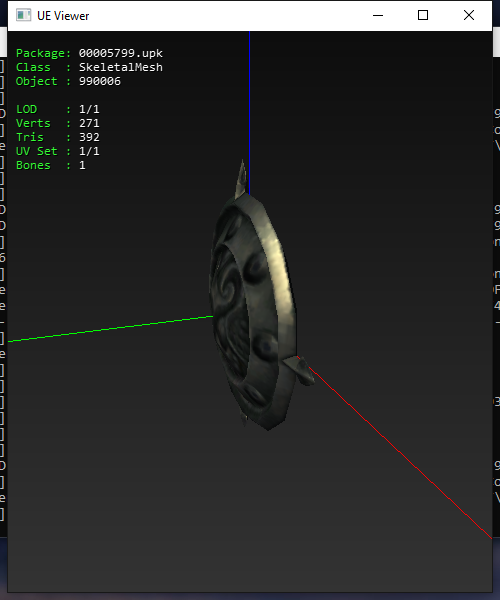 UE Viewer
Package: 00005799.upk
Class  : SkeletalMesh
Object : 990006
LOD    : 1/1
Verts  : 271
Tris   : 392
UV Set : 1/1
Bones  : 1